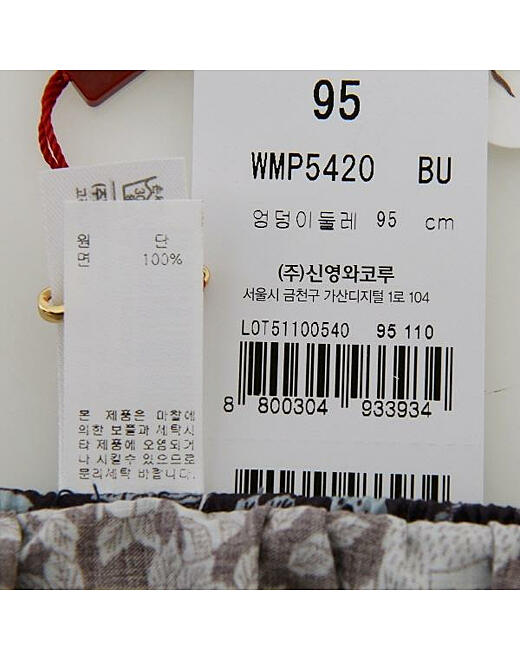 95
WMP5420 BU
엉덩이둘레 95 cm
(주)신영와코루
서울시 금천구 가산디지털 1로 104
LOT51100540 95 110
8 800304 933934
원 단
면 100%
본 제품은 마찰에
의한 보풀과 세탁시
타 제품에 오염되거
나 시킬수 있으므로
분리세탁 바랍니다.